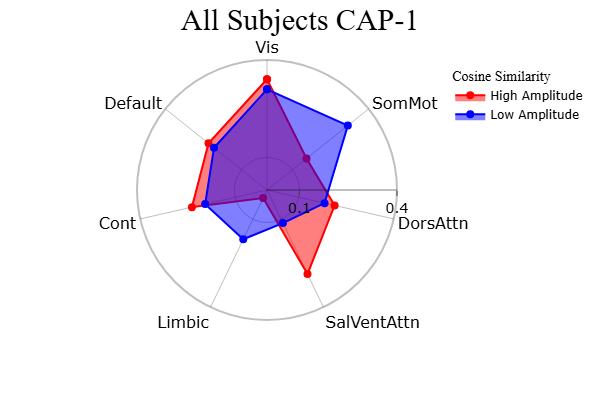 All Subjects CAP-1
Vis
Cosine Similarity
High Amplitude
Low Amplitude
Default
SomMot
0.1
0.4
Cont
DorsAttn
Limbic
SalVentAttn